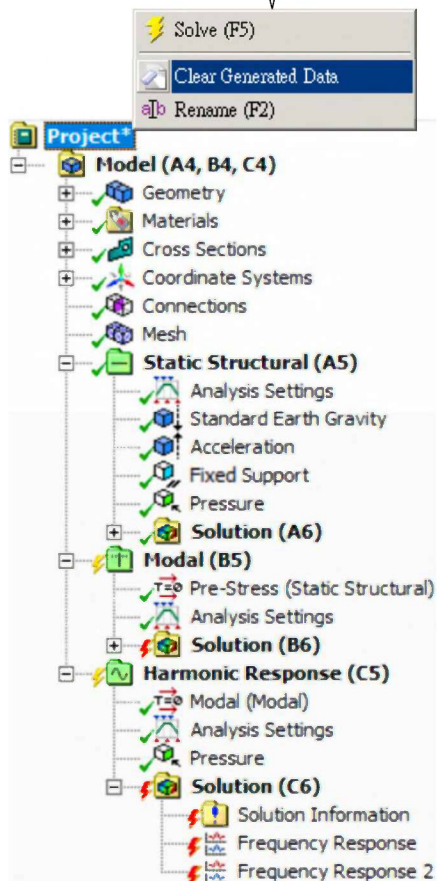 Solve (F5)
Clear Generated Data
a|b Rename (F2)
Project*
Model (A4, B4, C4)
Geometry
Materials
Cross Sections
Coordinate Systems
Connections
Mesh
Static Structural (A5)
Analysis Settings
Standard Earth Gravity
Acceleration
Fixed Support
Pressure
Solution (A6)
Modal (B5)
T=0 Pre-Stress (Static Structural)
Analysis Settings
Solution (B6)
Harmonic Response (C5)
T=0 Modal (Modal)
Analysis Settings
Pressure
Solution (C6)
Solution Information
Frequency Response
Frequency Response 2